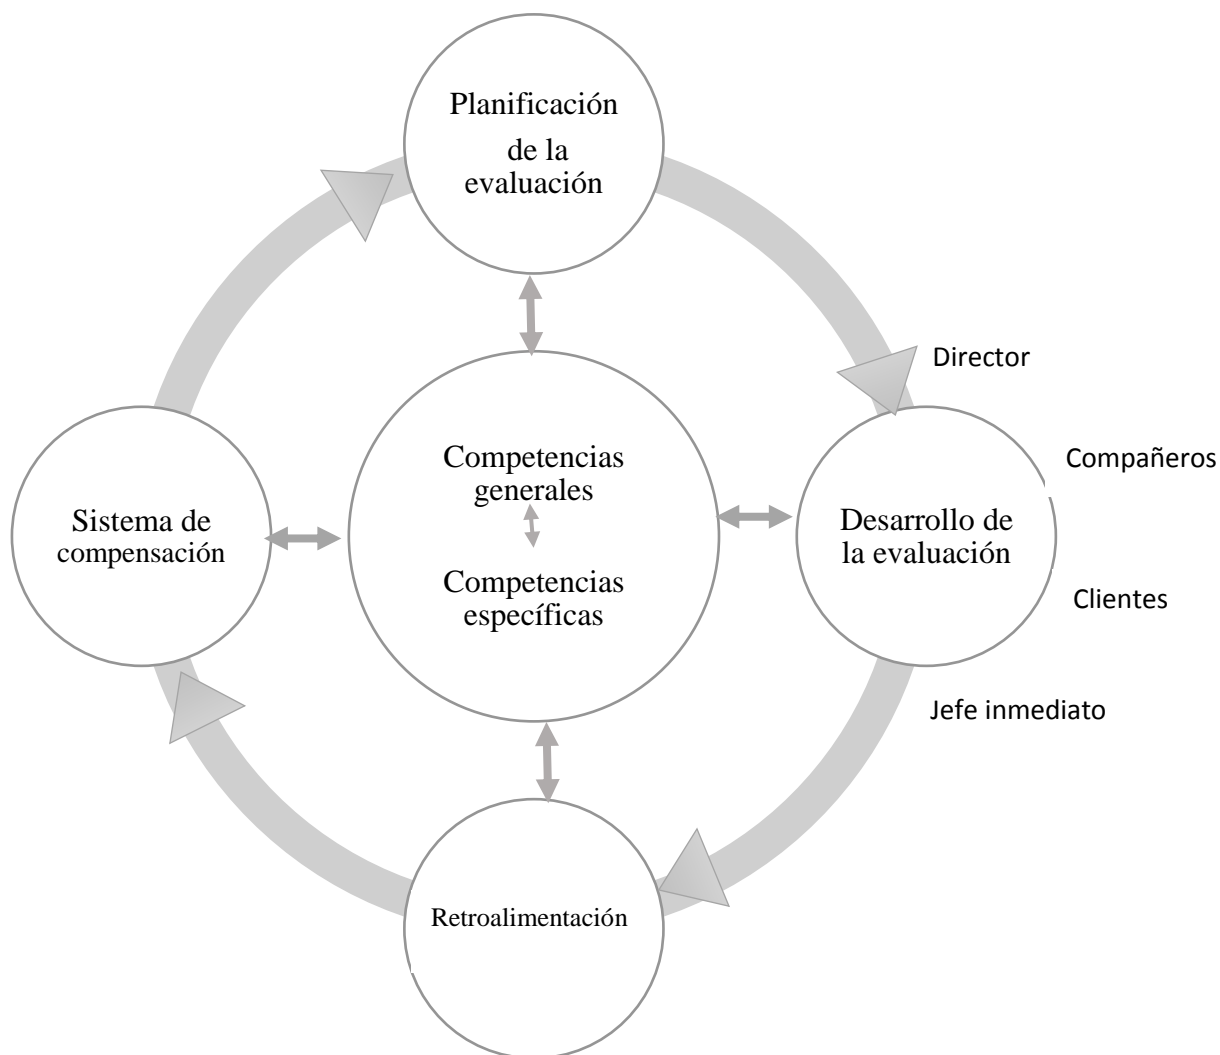 Planificación
de la
evaluación
Director
Compañeros
Competencias
generales
Sistema de
compensación
Desarrollo de
la evaluación
Competencias
específicas
Clientes
Jefe inmediato
Retroalimentación